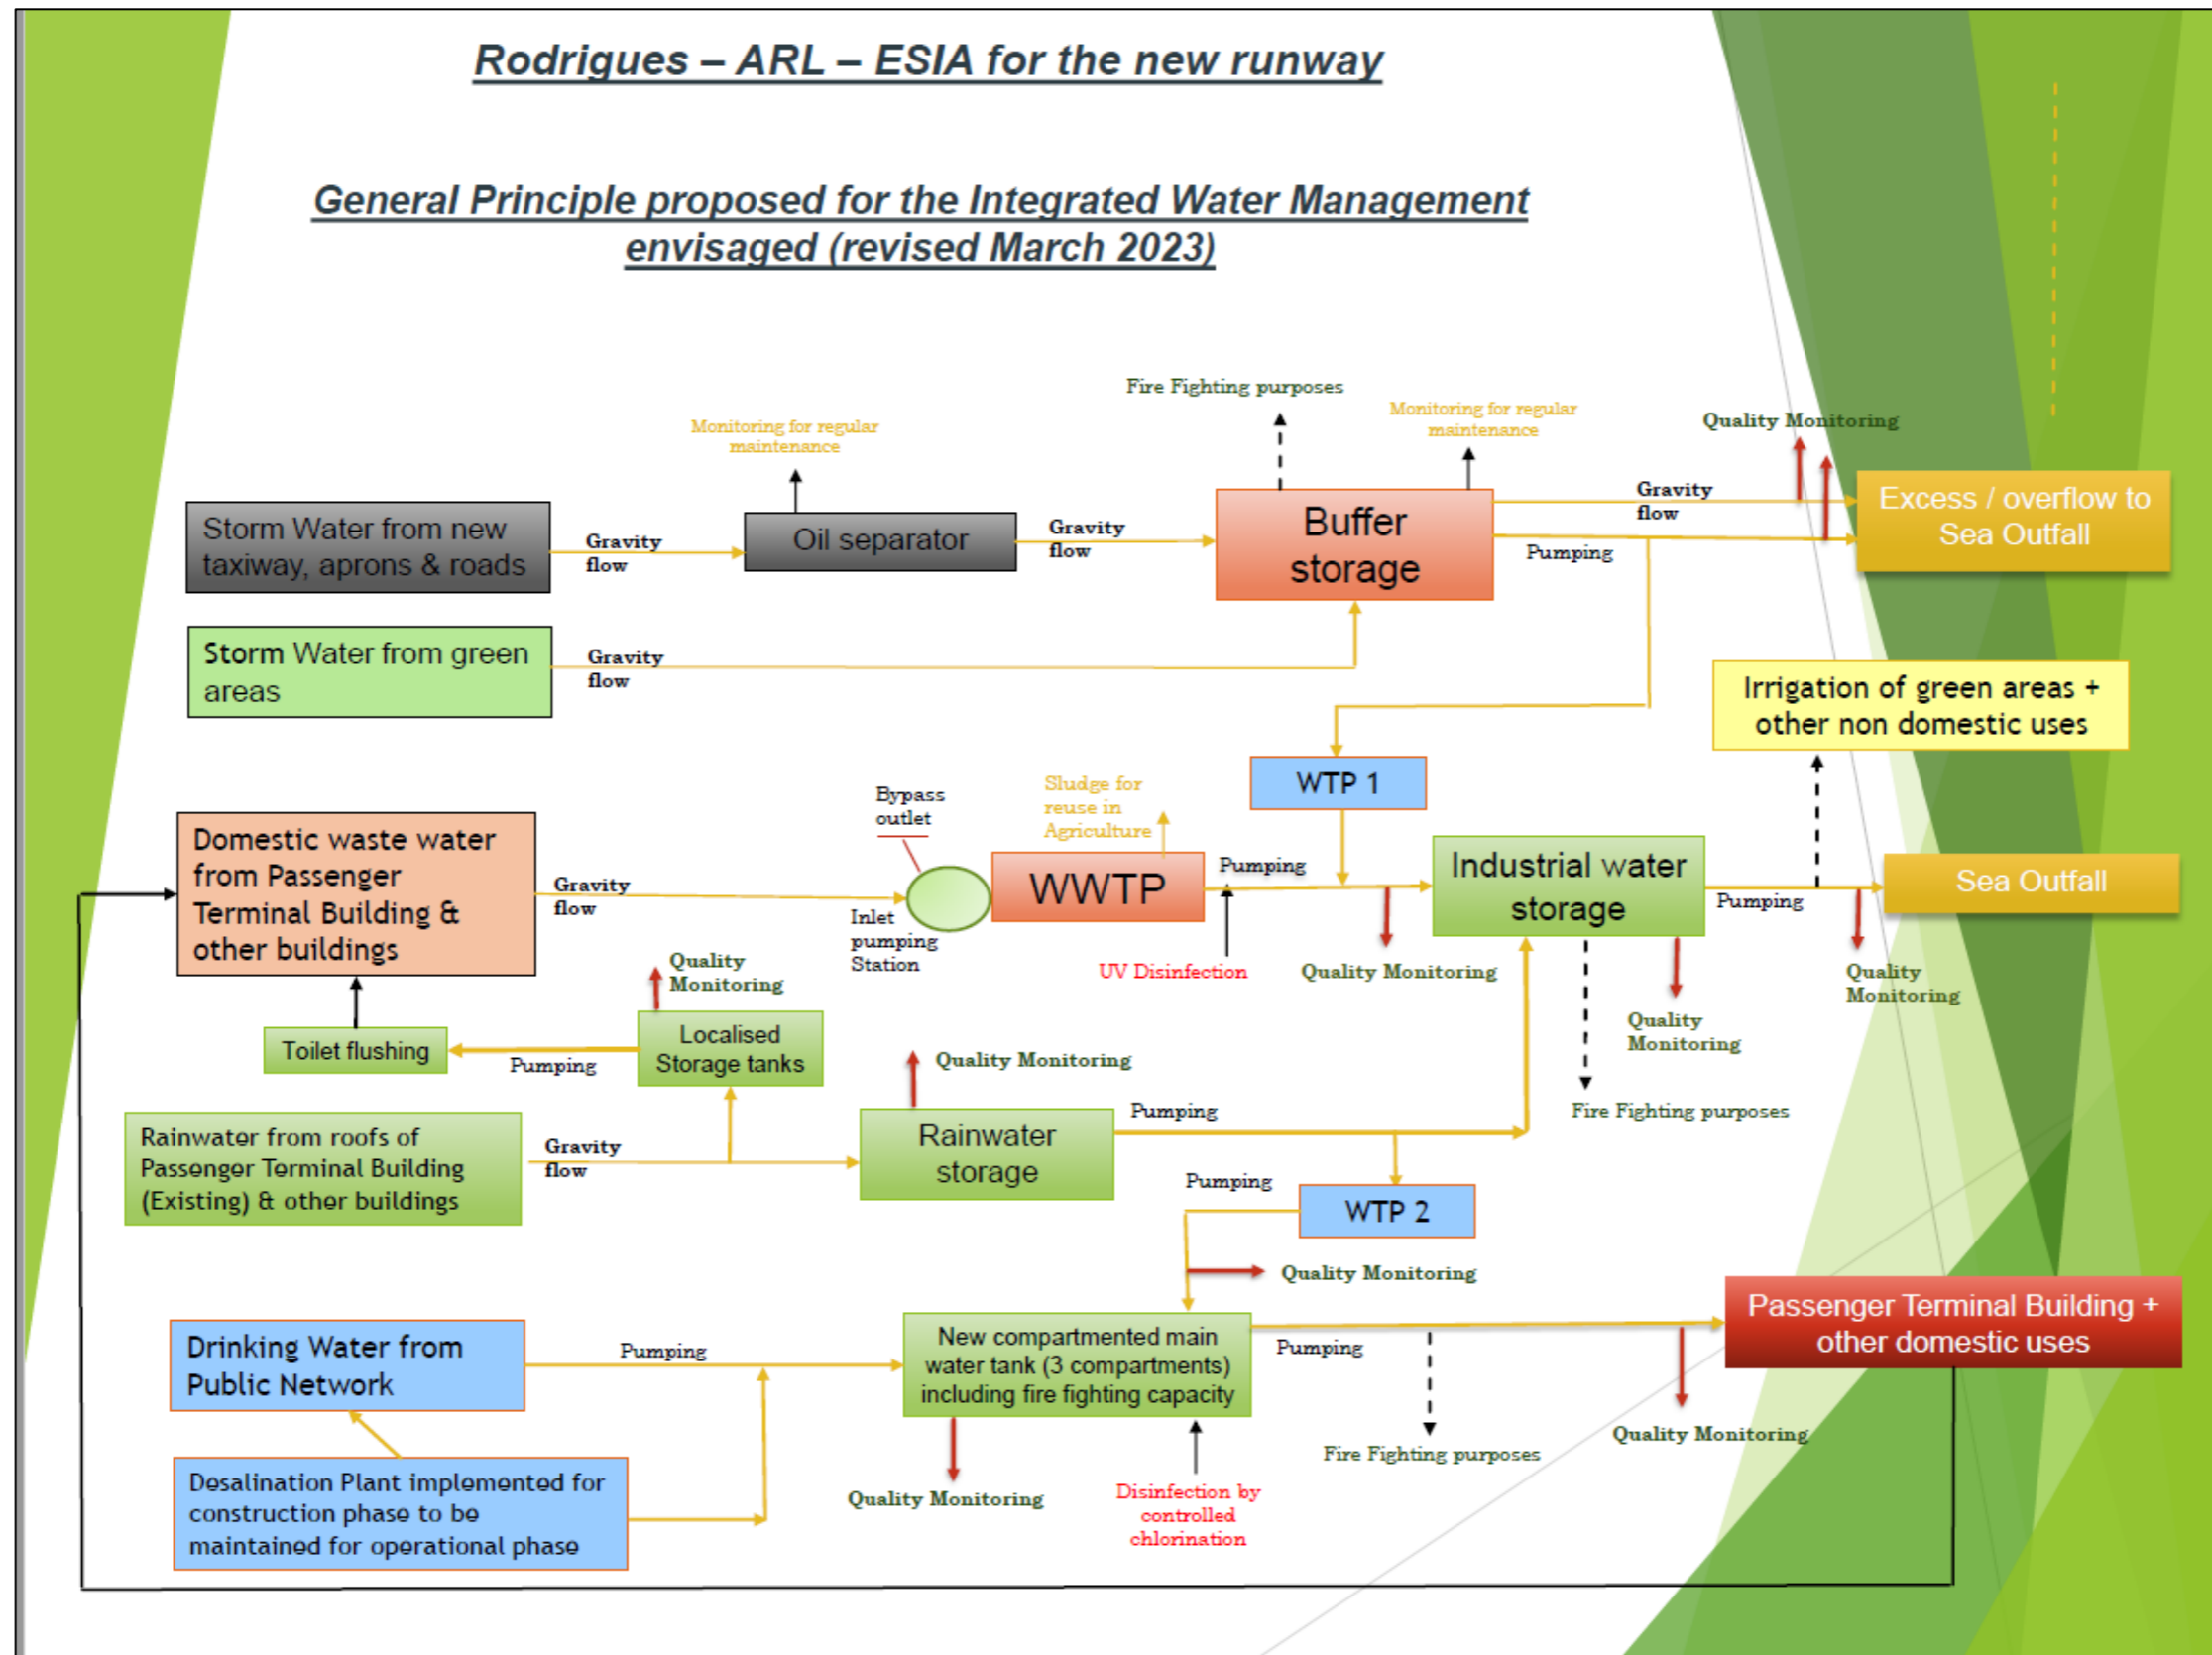 Rodrigues – ARL – ESIA for the new runway
General Principle proposed for the Integrated Water Management
envisaged (revised March 2023)
Fire Fighting purposes
Monitoring for regular
maintenance
Monitoring for regular
maintenance
Quality Monitoring
Storm Water from new
taxiway, aprons & roads
Gravity
flow
Oil separator
Gravity
flow
Buffer
storage
Gravity
flow
Pumping
Excess / overflow to
Sea Outfall
Storm Water from green
areas
Gravity
flow
Irrigation of green areas +
other non domestic uses
WTP 1
Domestic waste water
from Passenger
Terminal Building &
other buildings
Gravity
flow
Bypass
outlet
Inlet
pumping
Station
Sludge for
reuse in
Agriculture
WWTP
Pumping
UV Disinfection
Quality Monitoring
Industrial water
storage
Pumping
Sea Outfall
Quality
Monitoring
Quality
Monitoring
Fire Fighting purposes
Quality
Monitoring
Toilet flushing
Pumping
Localised
Storage tanks
Quality Monitoring
Rainwater from roofs of
Passenger Terminal Building
(Existing) & other buildings
Gravity
flow
Rainwater
storage
Pumping
Pumping
WTP 2
Quality Monitoring
Drinking Water from
Public Network
Pumping
New compartmented main
water tank (3 compartments)
including fire fighting capacity
Pumping
Passenger Terminal Building +
other domestic uses
Quality Monitoring
Fire Fighting purposes
Desalination Plant implemented for
construction phase to be
maintained for operational phase
Quality Monitoring
Disinfection by
controlled
chlorination